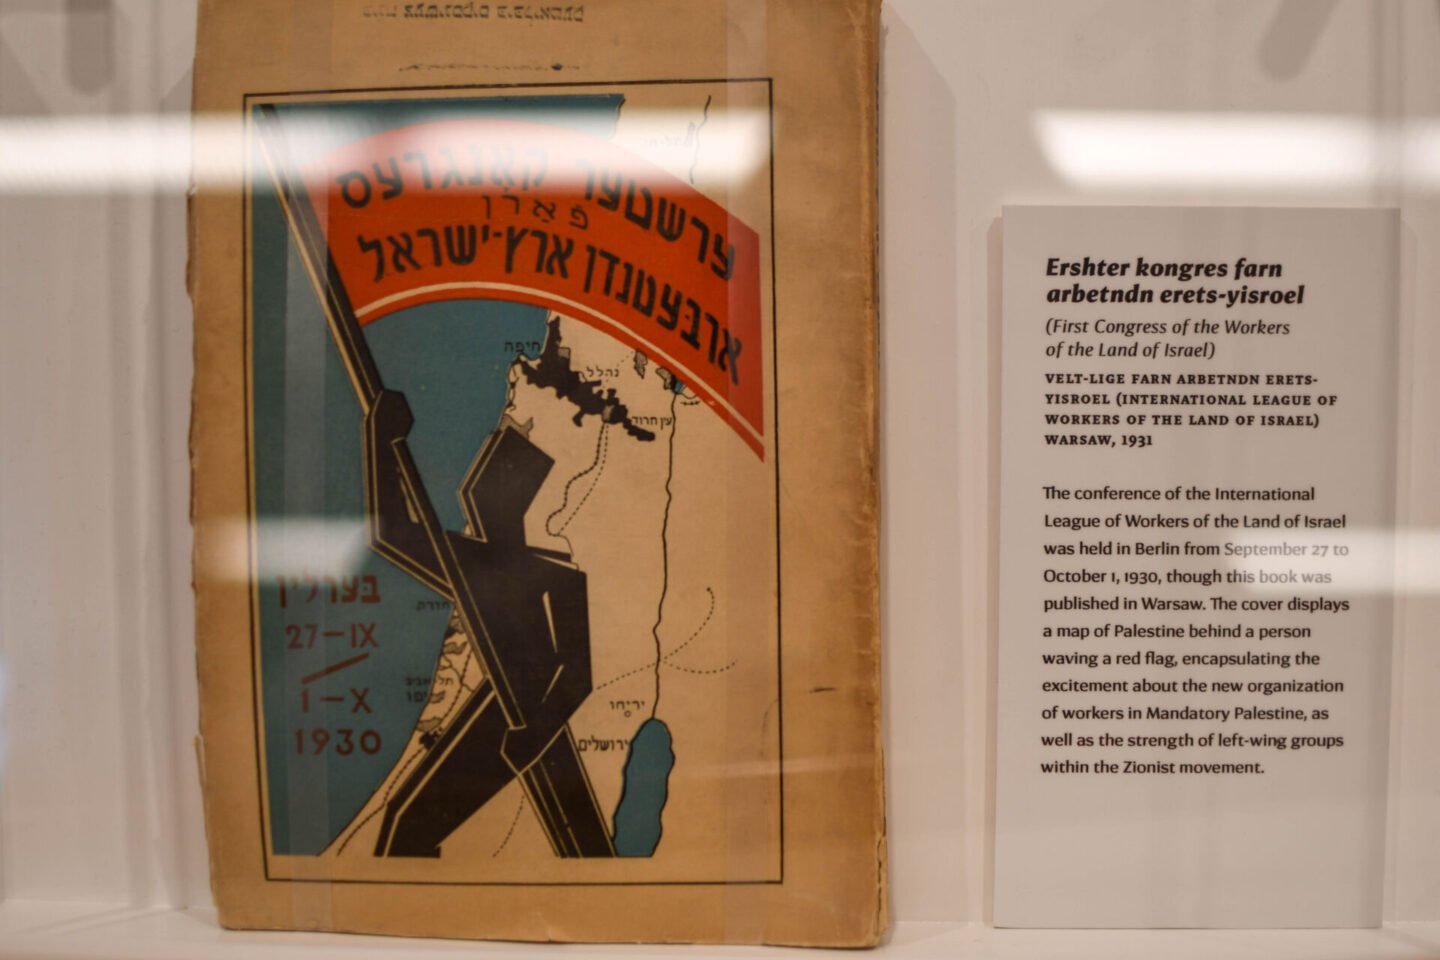 ערשטער קאָנגרעס
פֿאַרן
אַרבעטנדן ארץ־ישראל
חיפה
נהלל
עין חרוד
חדרה
תל־אביב
יפו
יריחו
ירושלים
בערלין
27–IX
1–X
1930
Ershter kongres farn
arbetndn erets-yisroel
(First Congress of the Workers
of the Land of Israel)
VELT-LIGE FARN ARBETNDN ERETS-
YISROEL (INTERNATIONAL LEAGUE OF
WORKERS OF THE LAND OF ISRAEL)
WARSAW, 1931
The conference of the International
League of Workers of the Land of Israel
was held in Berlin from September 27 to
October 1, 1930, though this book was
published in Warsaw. The cover displays
a map of Palestine behind a person
waving a red flag, encapsulating the
excitement about the new organization
of workers in Mandatory Palestine, as
well as the strength of left-wing groups
within the Zionist movement.